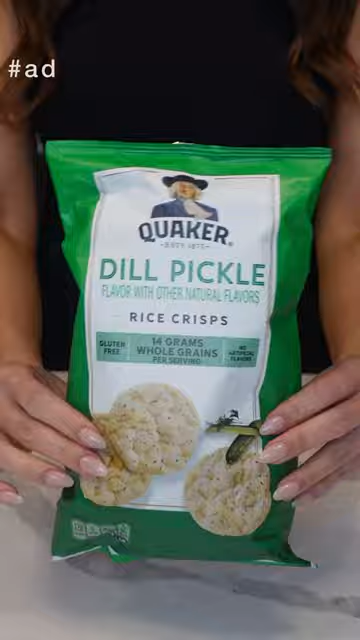 #ad
QUAKER®
ESTD 1877
DILL PICKLE
FLAVOR WITH OTHER NATURAL FLAVORS
RICE CRISPS
GLUTEN FREE
14 GRAMS
WHOLE GRAINS
PER SERVING
NO ARTIFICIAL FLAVORS